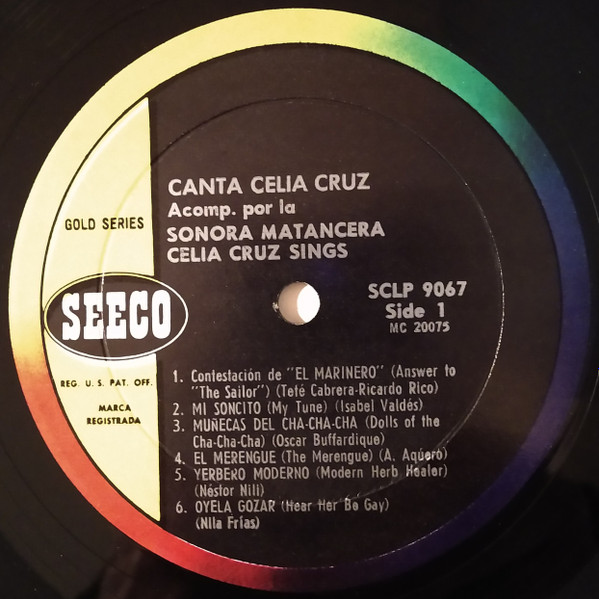 CANTA CELIA CRUZ
Acomp. por la
SONORA MATANCERA
CELIA CRUZ SINGS
GOLD SERIES
SEECO
REG. U.S. PAT. OFF.
MARCA
REGISTRADA
SCLP 9067
Side 1
MC 20075
1. Contestación de "EL MARINERO" (Answer to
"The Sailor") (Teté Cabrera-Ricardo Rico)
2. MI SONCITO (My Tune) (Isabel Valdés)
3. MUÑECAS DEL CHA-CHA-CHA (Dolls of the
Cha-Cha-Cha) (Oscar Buffardique)
4. EL MERENGUE (The Merengue) (A. Aqüero)
5. YERBERO MODERNO (Modern Herb Healer)
(Néstor Nili)
6. OYELA GOZAR (Hear Her Be Gay)
(Nila Frías)